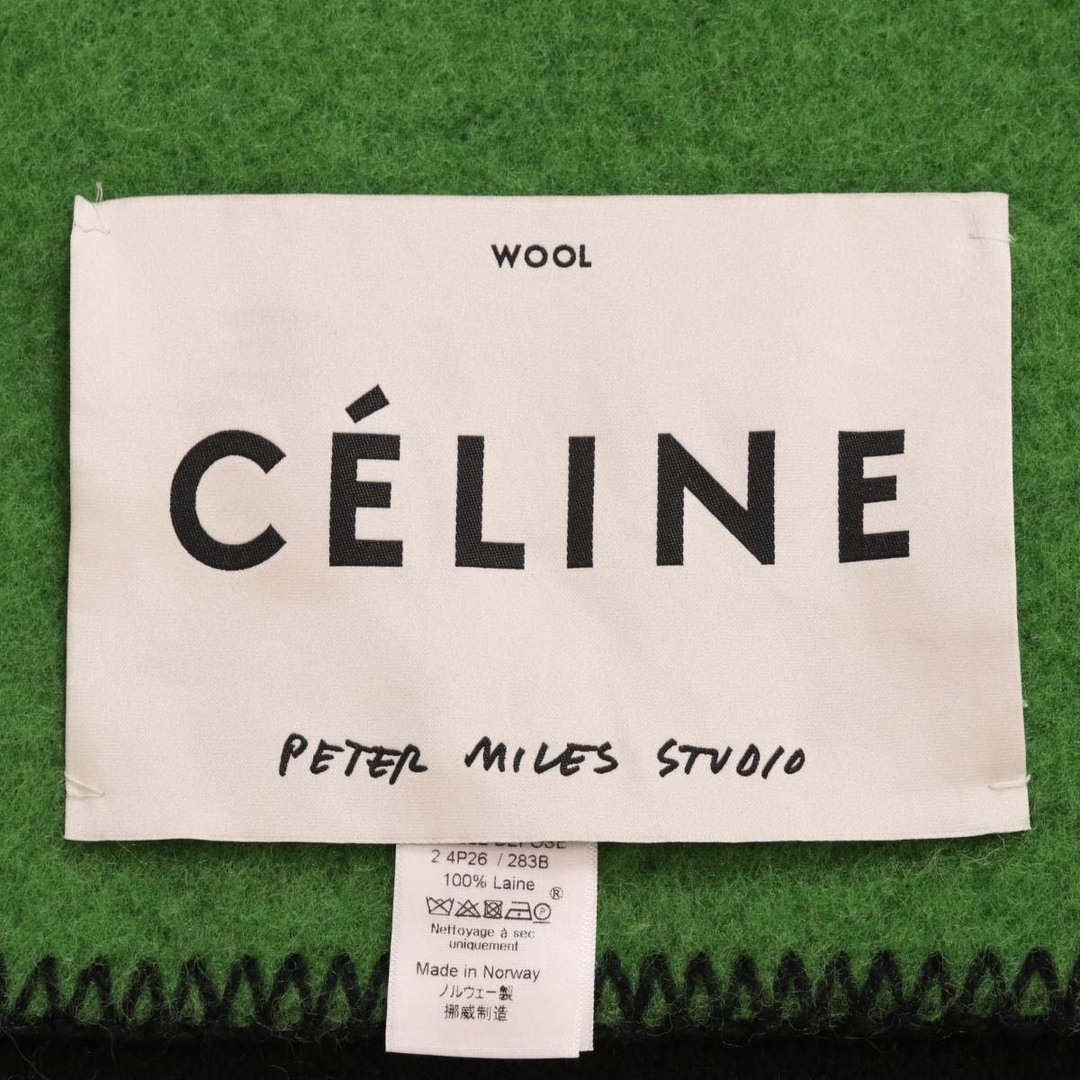 WOOL
CÉLINE
PETER MILES STUDIO
2 4P26 / 283B
100% Laine
®
Nettoyage à sec
uniquement
Made in Norway
ノルウェー製
挪威制造